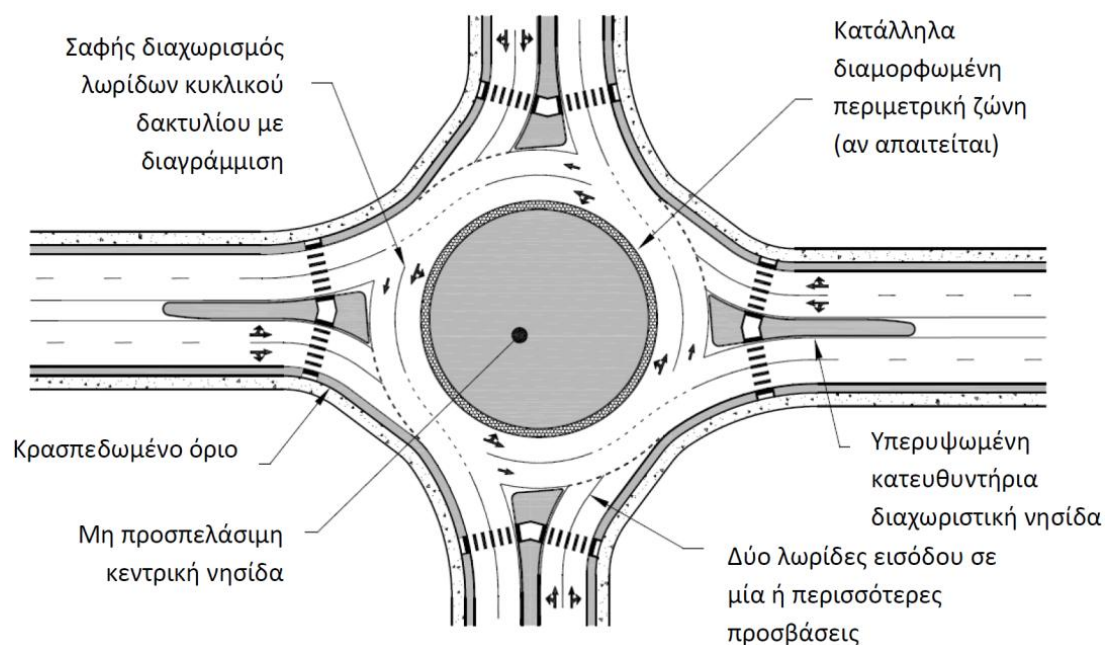 Σαφής διαχωρισμός
λωρίδων κυκλικού
δακτυλίου με
διαγράμμιση
Κατάλληλα
διαμορφωμένη
περιμετρική ζώνη
(αν απαιτείται)
Κρασπεδωμένο όριο
Μη προσπελάσιμη
κεντρική νησίδα
Υπερυψωμένη
κατευθυντήρια
διαχωριστική νησίδα
Δύο λωρίδες εισόδου σε
μία ή περισσότερες
προσβάσεις